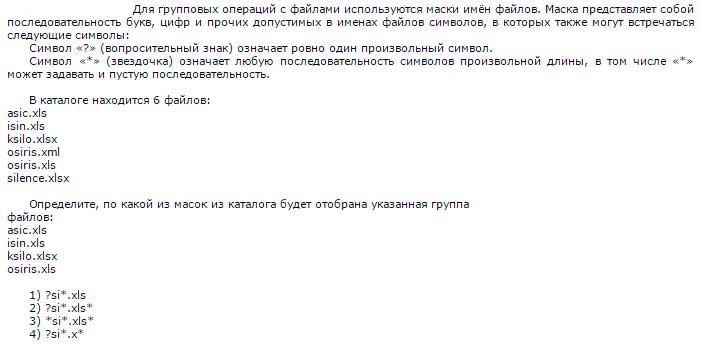 Для групповых операций с файлами используются маски имён файлов. Маска представляет собой
последовательность букв, цифр и прочих допустимых в именах файлов символов, в которых также могут встречаться
следующие символы:
Символ «?» (вопросительный знак) означает ровно один произвольный символ.
Символ «*» (звездочка) означает любую последовательность символов произвольной длины, в том числе «*»
может задавать и пустую последовательность.
В каталоге находится 6 файлов:
asic.xls
isin.xls
ksilo.xlsx
osiris.xml
osiris.xls
silence.xlsx
Определите, по какой из масок из каталога будет отобрана указанная группа
файлов:
asic.xls
isin.xls
ksilo.xlsx
osiris.xls
1) ?si*.xls
2) ?si*.xls*
3) *si*.xls*
4) ?si*.x*